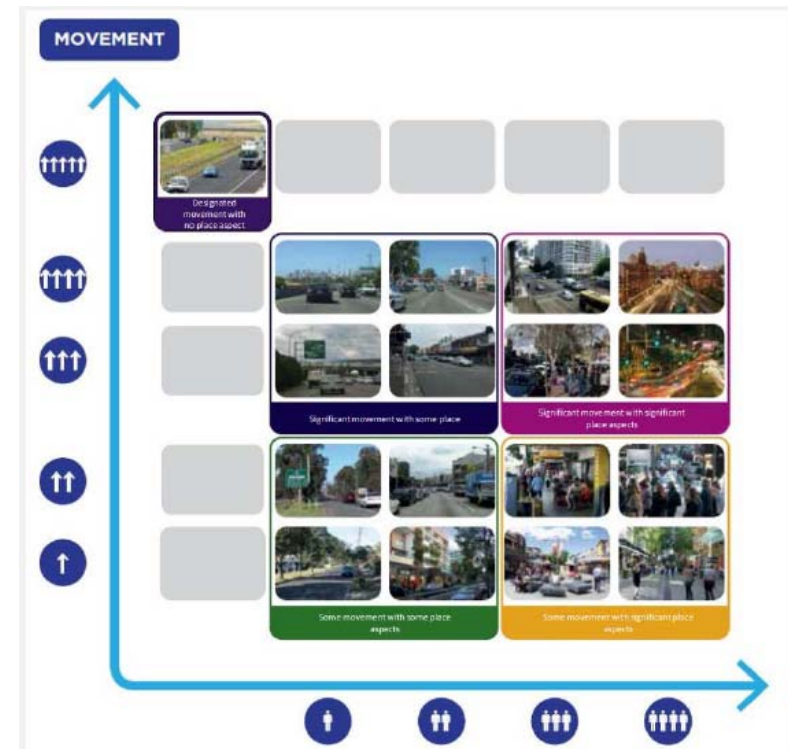 MOVEMENT
Designated
movement with
no place aspect
Significant movement with some place
Significant movement with significant
place aspects
Some movement with some place
aspects
Some movement with significant place
aspects